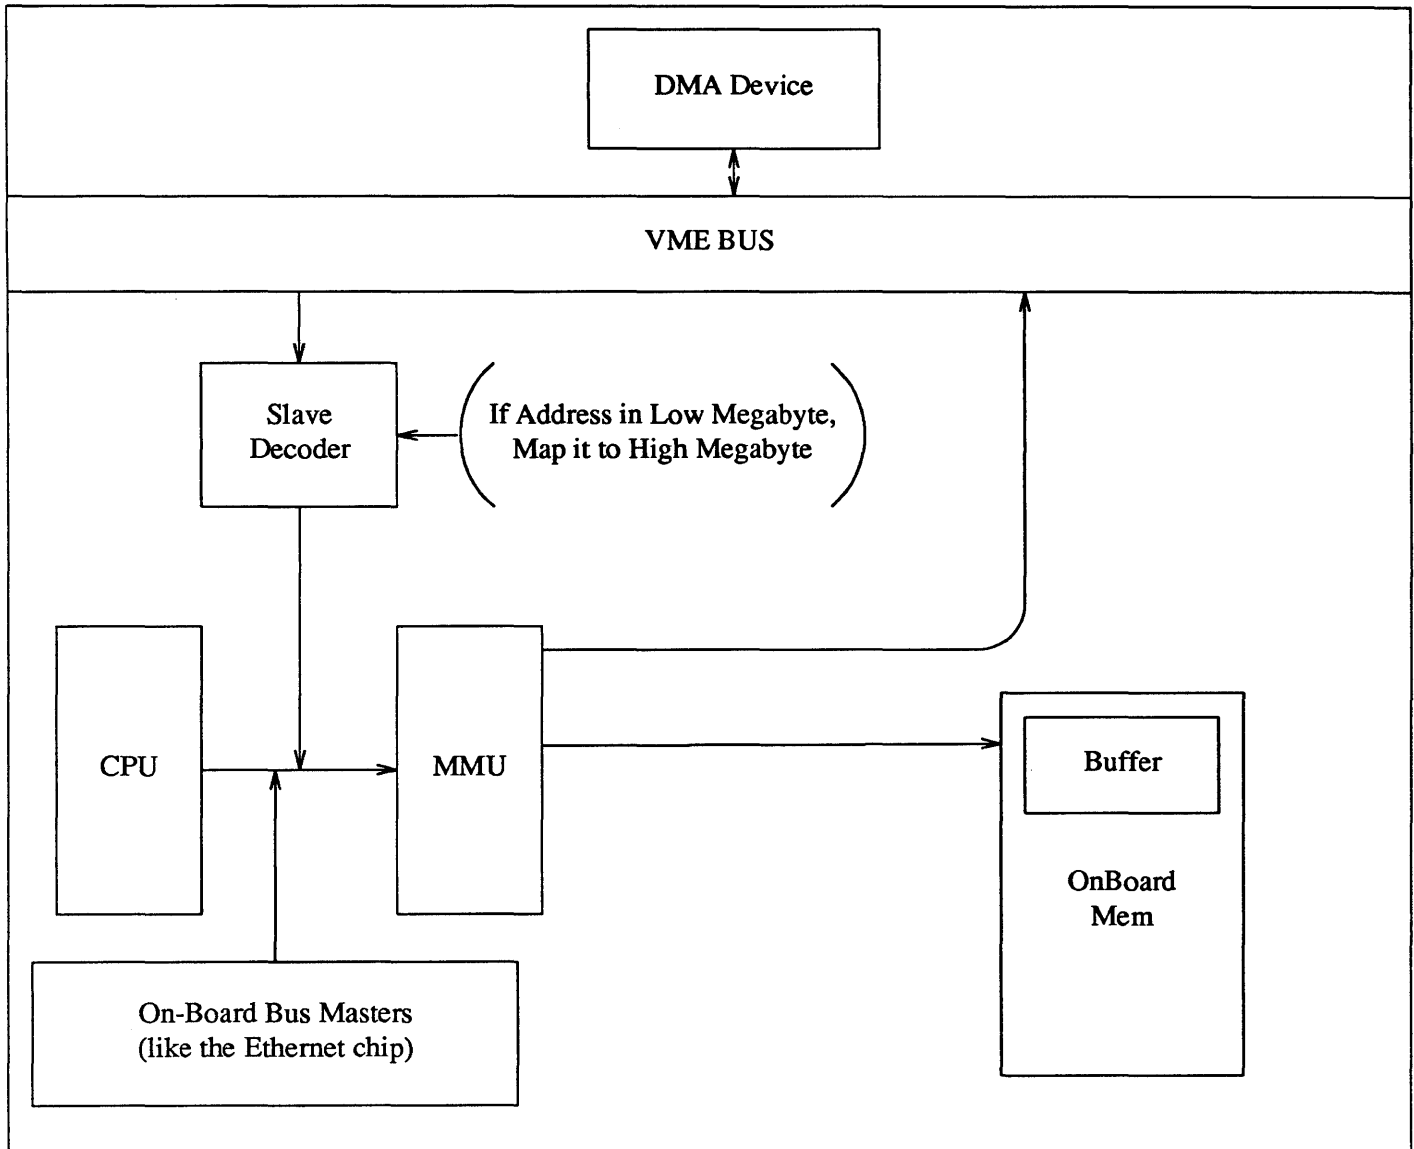 DMA Device
VME BUS
Slave
Decoder
If Address in Low Megabyte,
Map it to High Megabyte
CPU
MMU
Buffer
OnBoard
Mem
On-Board Bus Masters
(like the Ethernet chip)